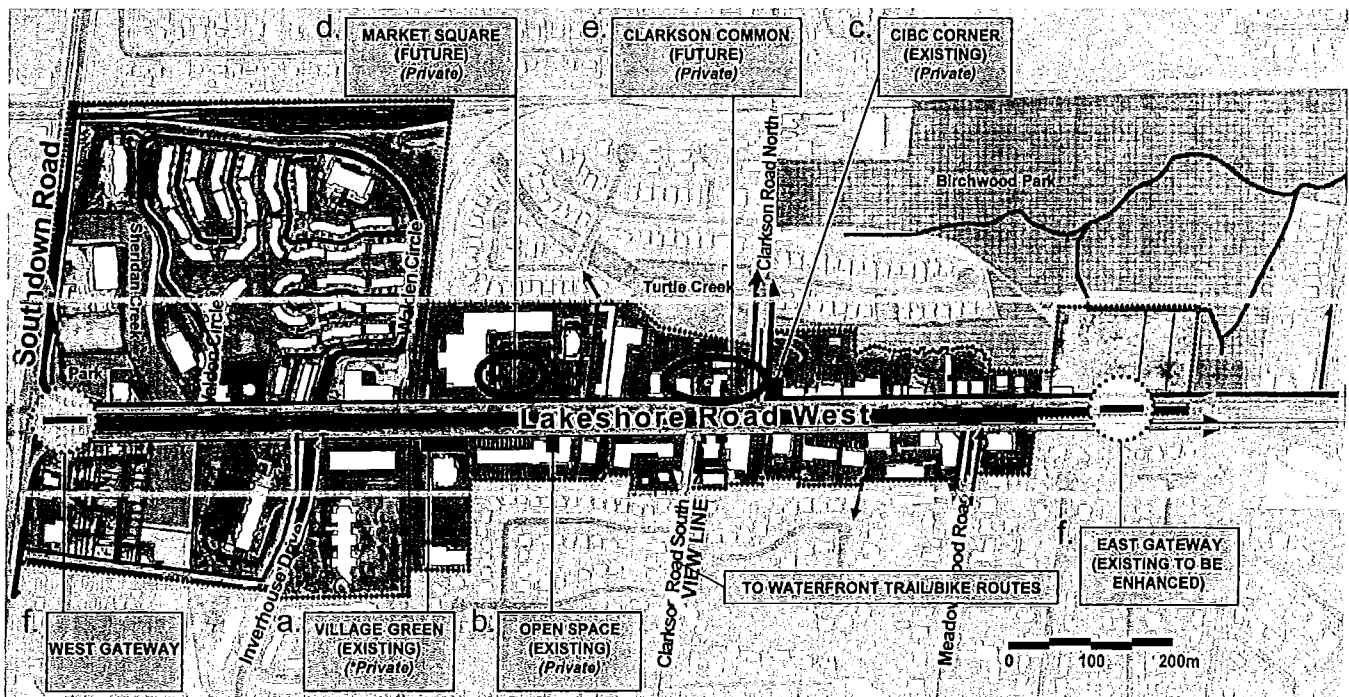 d.
MARKET SQUARE
(FUTURE)
(Private)
e.
CLARKSON COMMON
(FUTURE)
(Private)
c.
CIBC CORNER
(EXISTING)
(Private)
Southdown Road
Sheridan Creek
Walden Circle
Clarkson Road North
Birchwood Park
Turtle Creek
Park
Lakeshore Road West
Inverhouse Drive
Clarkson Road South
VIEW LINE
Meadow Wood Road
TO WATERFRONT TRAIL/BIKE ROUTES
f.
WEST GATEWAY
a.
VILLAGE GREEN
(EXISTING)
(*Private)
b.
OPEN SPACE
(EXISTING)
(Private)
f.
EAST GATEWAY
(EXISTING TO BE
ENHANCED)
0 100 200m